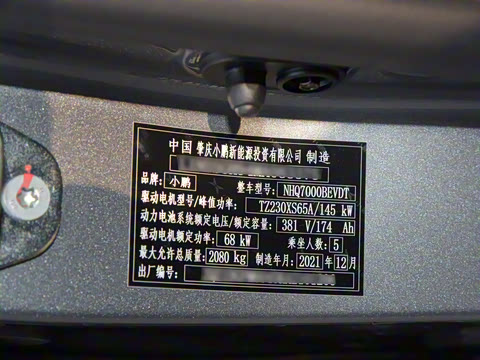 中国 肇庆小鹏新能源投资有限公司 制造
品牌: 小鹏 整车型号: NHQ7000BEVDT
驱动电机型号/峰值功率: TZ230XS65A/145 kW
动力电池系统额定电压/额定容量: 381 V/174 Ah
驱动电机额定功率: 68 kW 乘坐人数: 5
最大允许总质量: 2080 kg 制造年月: 2021 年 12 月
出厂编号: